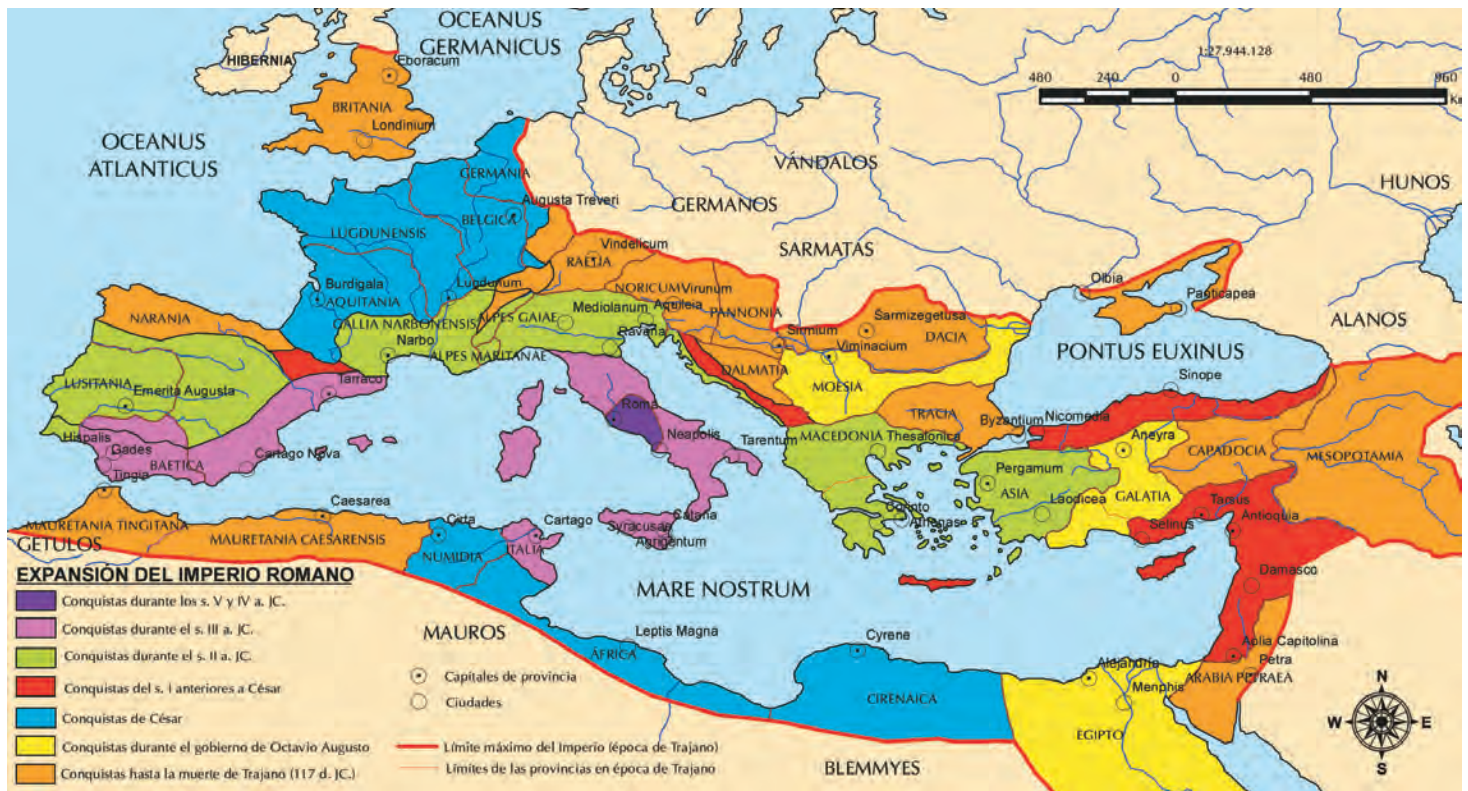 OCEANUS
GERMANICUS
HIBERNIA
Eboracum
BRITANIA
Londinium
OCEANUS
ATLANTICUS
1:27.944.128
480 240 0 480 960
Km
VÁNDALOS
HUNOS
GERMANOS
SARMATAS
ALANOS
GERMANIA
Augusta Treveri
BELGICA
LUGDUNENSIS
Vindelicum
RAETIA
Burdigala
AQUITANIA
Lugdunum
NORICUM
Virunum
PANNONIA
Olbia
Panticapea
NARANJA
GALLIA NARBONENSIS
Narbo
ALPES GAIAE
Mediolanum
Aquileia
Ravena
ALPES MARITANAE
Sirmium
Sarmizegetusa
DACIA
Viminacium
DALMATIA
MOESIA
PONTUS EUXINUS
Sinope
LUSITANIA
Emerita Augusta
Tarraco
Roma
Neapolis
Tarentum
TRACIA
Byzantium
Nicomedia
MACEDONIA
Thesalonica
Aneyra
CAPADOCIA
MESOPOTAMIA
Hispalis
Gades
BAETICA
Cartago Nova
Tingia
Pergamum
ASIA
Laodicea
GALATIA
Tarsus
Selinus
Antioquia
Corinto
Athenase
MAURETANIA TINGITANA
Caesarea
MAURETANIA CAESARENSIS
GETULOS
Cirta
NUMIDIA
Cartago
ITALIA
Syracusae
Catana
Agrigentum
MARE NOSTRUM
Damasco
Aolia Capitolina
Petra
ARABIA PETRAEA
Leptis Magna
ÁFRICA
Cyrene
CIRENAICA
Alejandría
Menphis
EGIPTO
MAUROS
BLEMMYES
EXPANSIÓN DEL IMPERIO ROMANO
Conquistas durante los s. V y IV a. JC.
Conquistas durante el s. III a. JC.
Conquistas durante el s. II a. JC.
Conquistas del s. I anteriores a César
Conquistas de César
Conquistas durante el gobierno de Octavio Augusto
Conquistas hasta la muerte de Trajano (117 d. JC.)
Capitales de provincia
Ciudades
Límite máximo del Imperio (época de Trajano)
Límites de las provincias en época de Trajano
N
W E
S